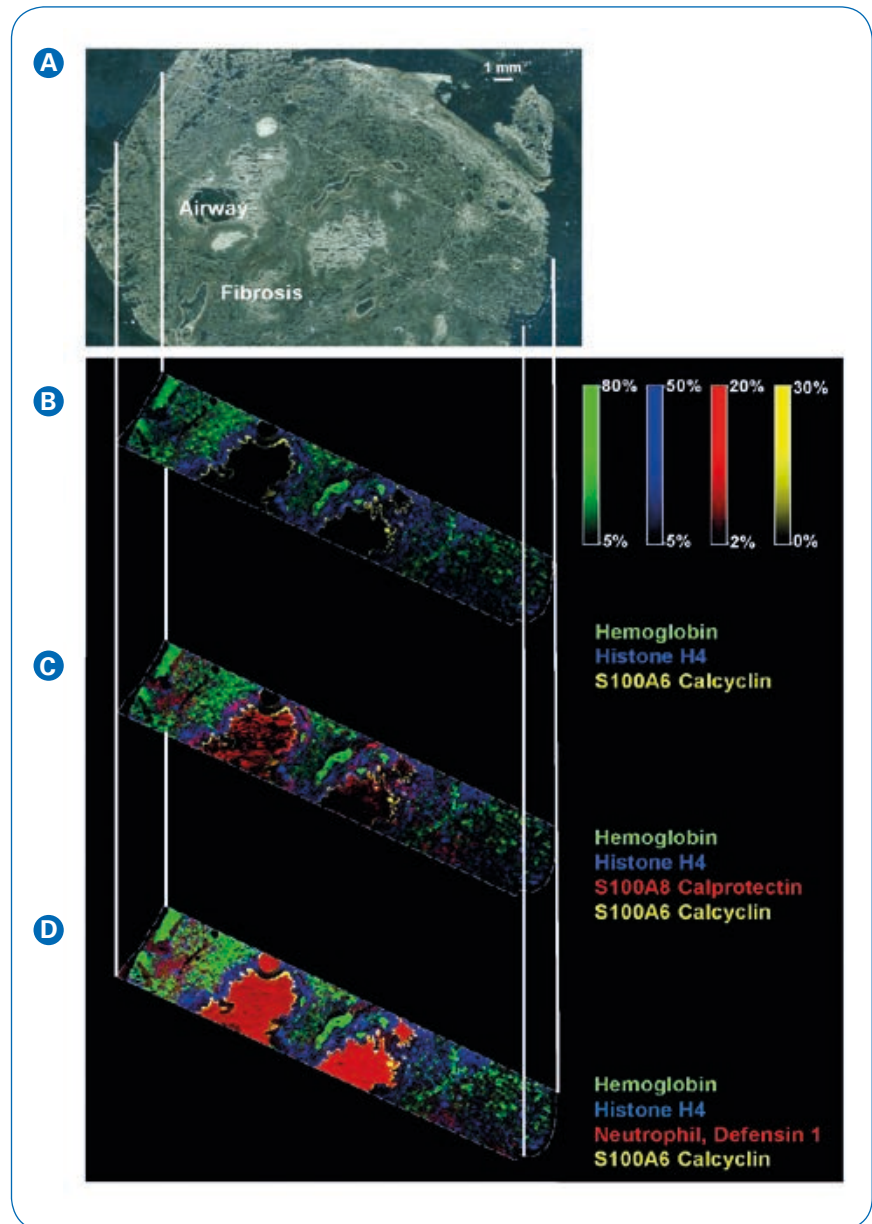 A
1 mm
Airway
Fibrosis
B
80% 50% 20% 30%
5% 5% 2% 0%
Hemoglobin
Histone H4
S100A6 Calcyclin
C
Hemoglobin
Histone H4
S100A8 Calprotectin
S100A6 Calcyclin
D
Hemoglobin
Histone H4
Neutrophil, Defensin 1
S100A6 Calcyclin